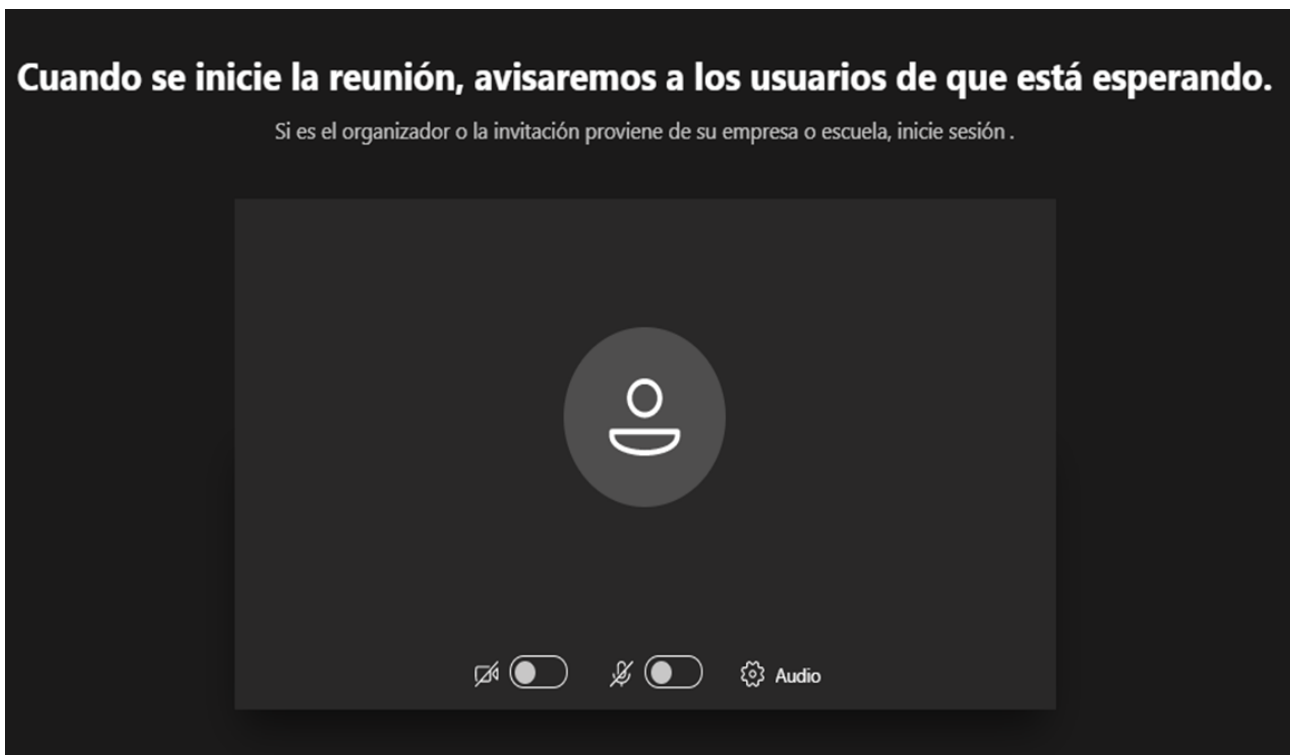 Cuando se inicie la reunión, avisaremos a los usuarios de que está esperando.
Si es el organizador o la invitación proviene de su empresa o escuela, inicie sesión .
Audio